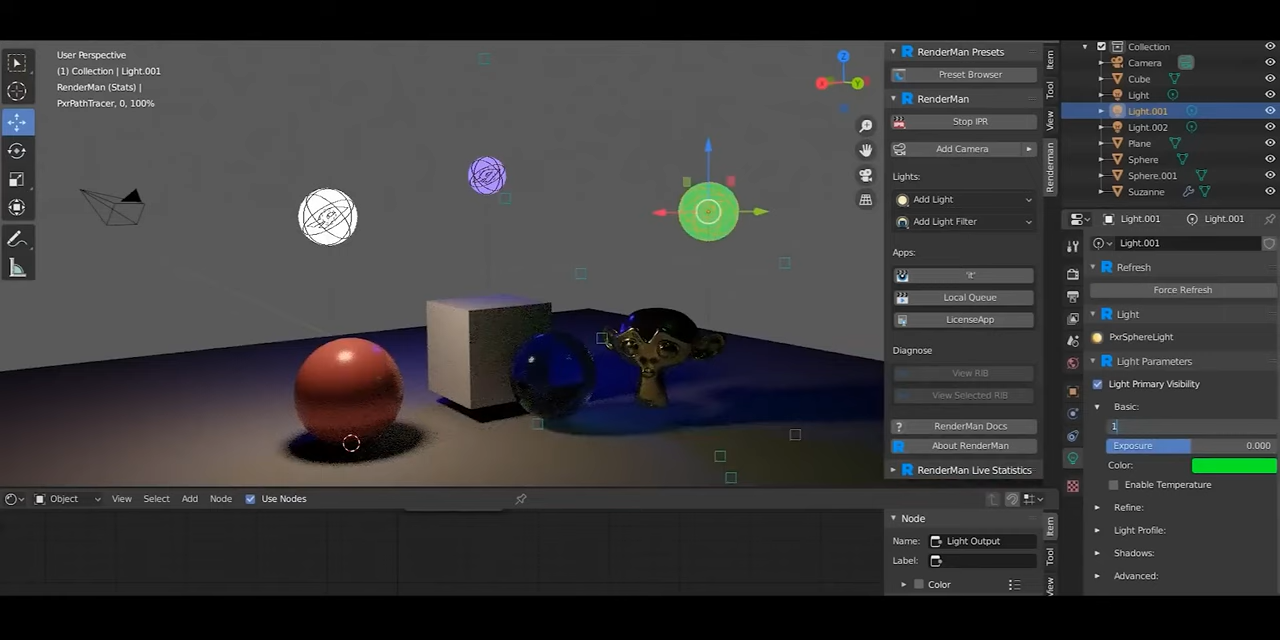 User Perspective
(1) Collection | Light.001
RenderMan (Stats) |
PxrPathTracer, 0, 100%
X
Y
Z
RenderMan Presets
Preset Browser
RenderMan
Stop IPR
Add Camera
Lights:
Add Light
Add Light Filter
Apps:
'it'
Local Queue
LicenseApp
Diagnose
View RIB
View Selected RIB
RenderMan Docs
About RenderMan
RenderMan Live Statistics
Item
Tool
View
Renderman
Collection
Camera
Cube
Light
Light.001
Light.002
Plane
Sphere
Sphere.001
Suzanne
Light.001
Light.001
Light.001
Refresh
Force Refresh
Light
PxrSphereLight
Light Parameters
Light Primary Visibility
Basic:
1
Exposure 0.000
Color:
Enable Temperature
Refine:
Light Profile:
Shadows:
Advanced:
Object View Select Add Node Use Nodes
Node
Name: Light Output
Label:
Color
Item
Tool
View